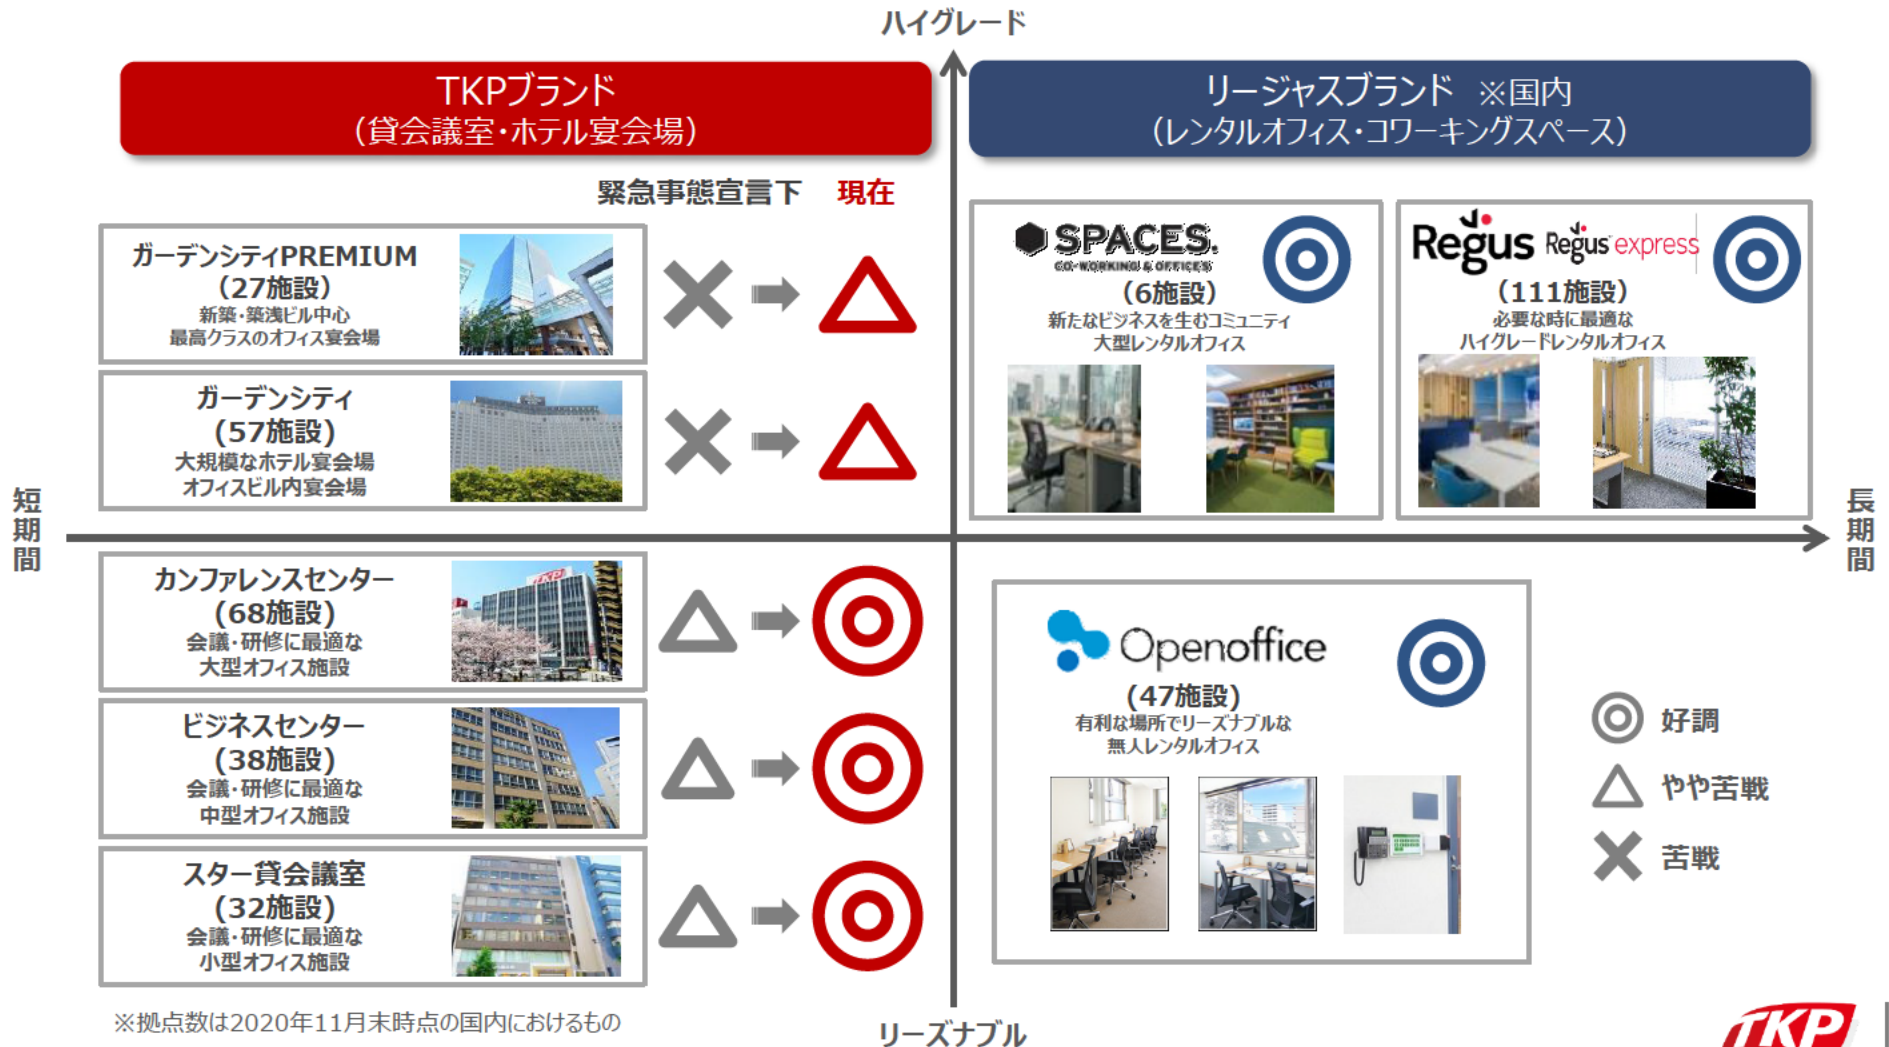 ハイグレード
TKPブランド
（貸会議室・ホテル宴会場）
リージャスブランド ※国内
（レンタルオフィス・コワーキングスペース）
緊急事態宣言下 現在
ガーデンシティPREMIUM
（27施設）
新築・築浅ビル中心
最高クラスのオフィス宴会場
ガーデンシティ
（57施設）
大規模なホテル宴会場
オフィスビル内宴会場
SPACES.
CO-WORKING & OFFICES
（6施設）
新たなビジネスを生むコミュニティ
大型レンタルオフィス
Regus Regus express
（111施設）
必要な時に最適な
ハイグレードレンタルオフィス
短期間
長期間
カンファレンスセンター
（68施設）
会議・研修に最適な
大型オフィス施設
TKP
ビジネスセンター
（38施設）
会議・研修に最適な
中型オフィス施設
スター貸会議室
（32施設）
会議・研修に最適な
小型オフィス施設
Openoffice
（47施設）
有利な場所でリーズナブルな
無人レンタルオフィス
好調
やや苦戦
苦戦
※拠点数は2020年11月末時点の国内におけるもの
リーズナブル
TKP